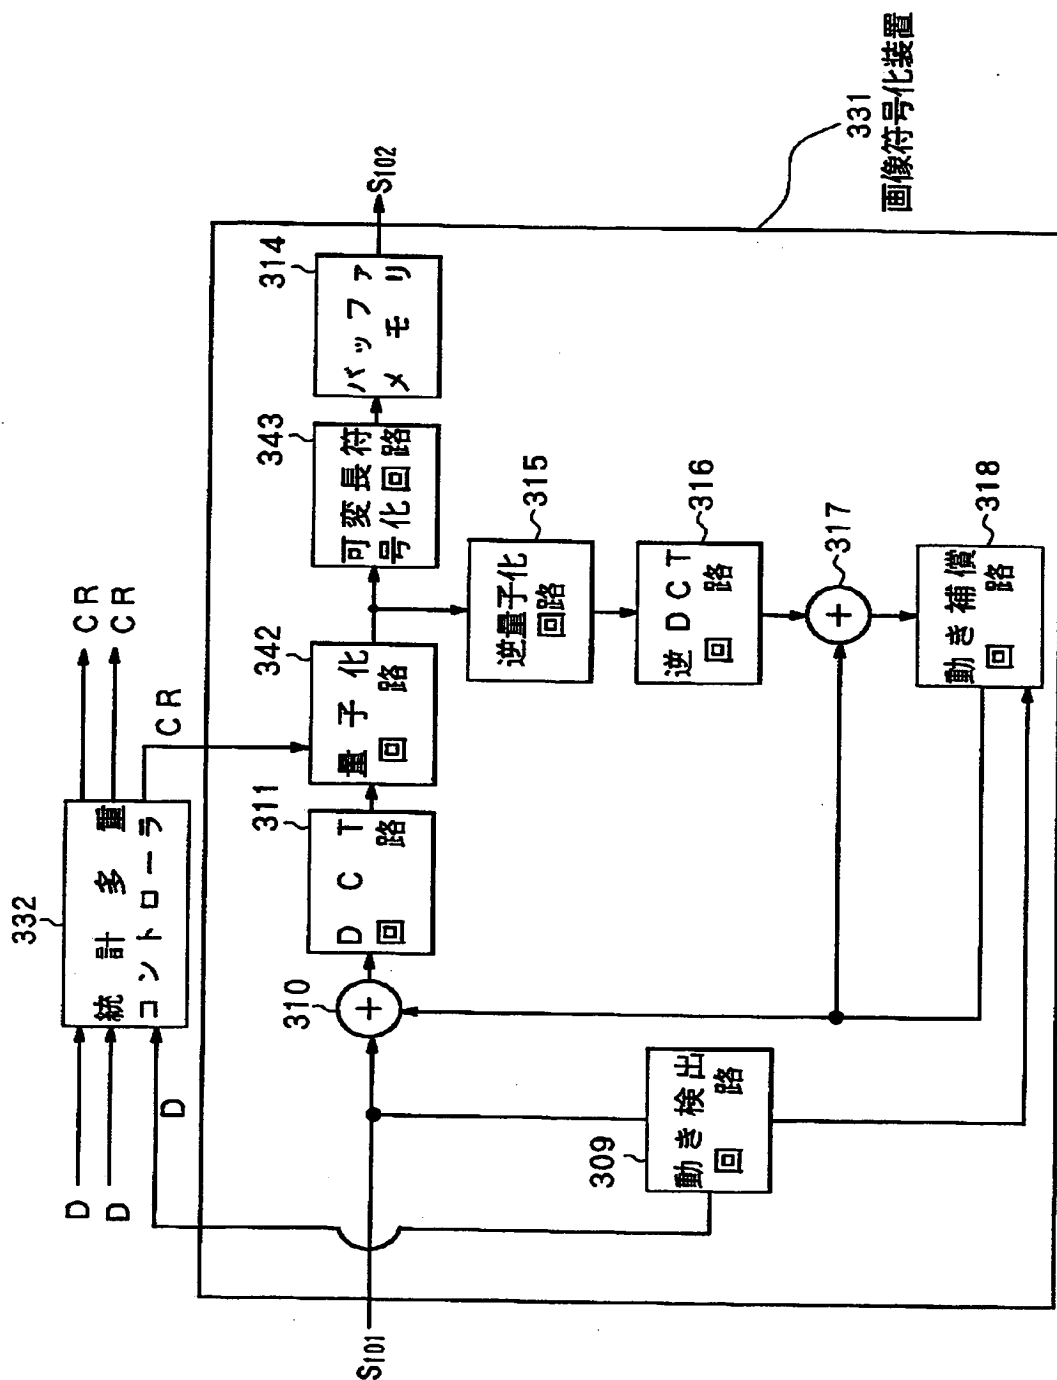 332
統計多重
コントローラ
D
D
D
CR
CR
CR
S101
310
311
DCT
回路
342
量子化
回路
343
可変長符
号化回路
314
バッファ
メモリ
S102
315
逆量子化
回路
316
逆DCT
回路
317
318
動き補償
回路
309
動き検出
回路
331
画像符号化装置
+
+